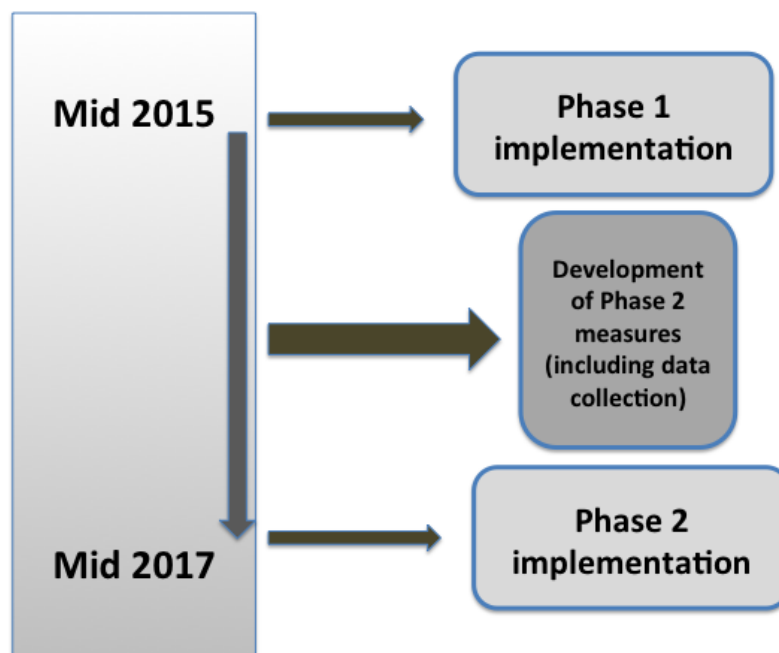 Mid 2015
Phase 1
implementation
Development
of Phase 2
measures
(including data
collection)
Mid 2017
Phase 2
implementation